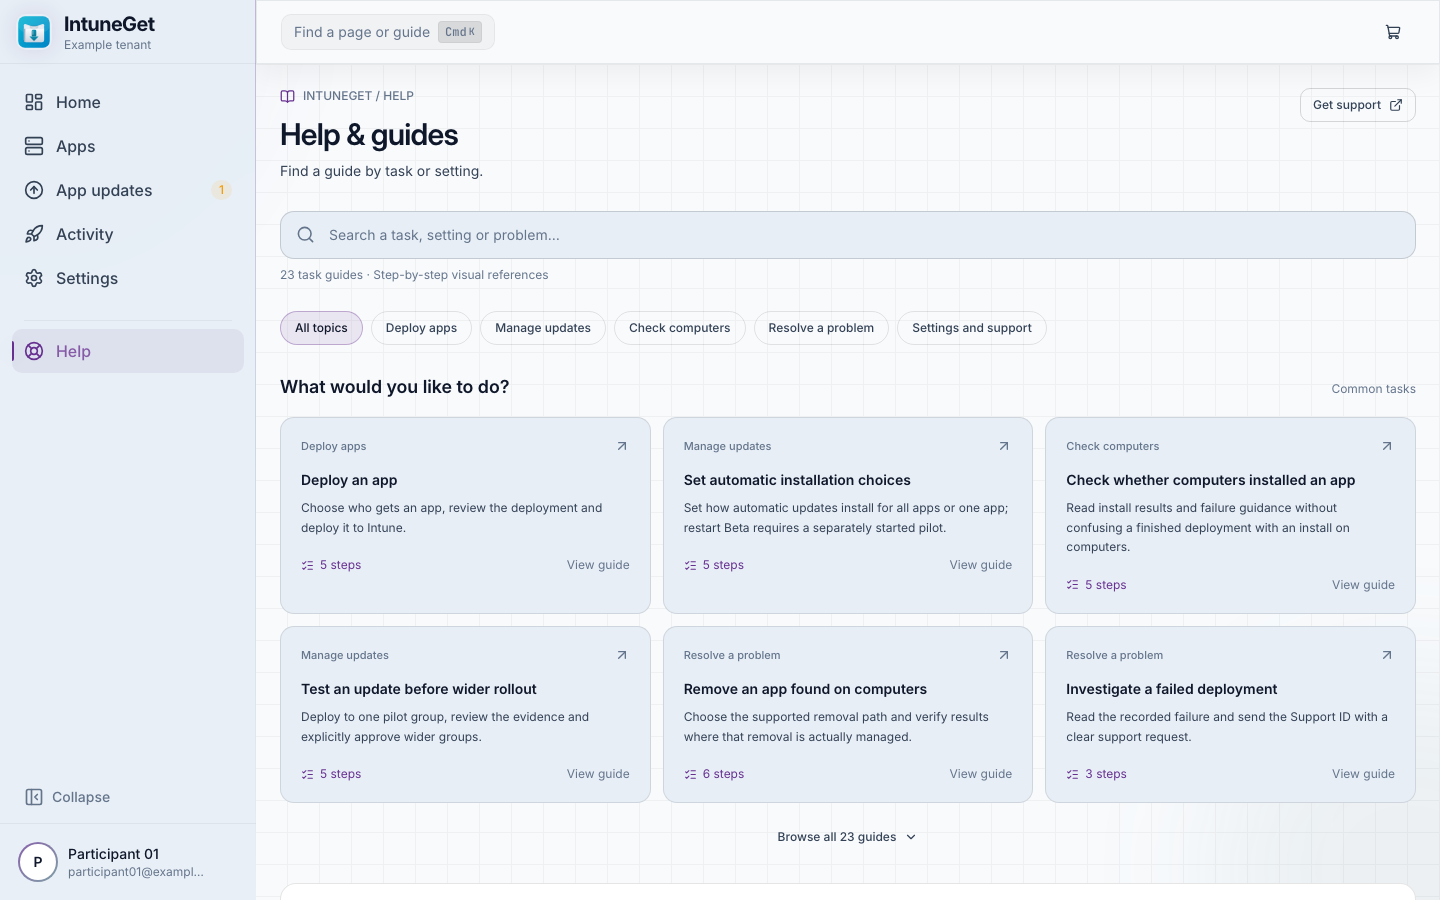 IntuneGet
Example tenant
Home
Apps
App updates
1
Activity
Settings
Help
Collapse
P
Participant 01
participant01@exampl...
Find a page or guide
Cmd K
INTUNEGET / HELP
Help & guides
Find a guide by task or setting.
Get support
Search a task, setting or problem...
23 task guides · Step-by-step visual references
All topics
Deploy apps
Manage updates
Check computers
Resolve a problem
Settings and support
What would you like to do?
Common tasks
Deploy apps
Deploy an app
Choose who gets an app, review the deployment and
deploy it to Intune.
5 steps
View guide
Manage updates
Set automatic installation choices
Set how automatic updates install for all apps or one app;
restart Beta requires a separately started pilot.
5 steps
View guide
Check computers
Check whether computers installed an app
Read install results and failure guidance without
confusing a finished deployment with an install on
computers.
5 steps
View guide
Manage updates
Test an update before wider rollout
Deploy to one pilot group, review the evidence and
explicitly approve wider groups.
5 steps
View guide
Resolve a problem
Remove an app found on computers
Choose the supported removal path and verify results
where that removal is actually managed.
6 steps
View guide
Resolve a problem
Investigate a failed deployment
Read the recorded failure and send the Support ID with a
clear support request.
3 steps
View guide
Browse all 23 guides